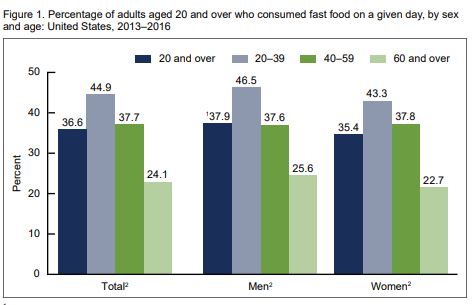 Figure 1. Percentage of adults aged 20 and over who consumed fast food on a given day, by sex
and age: United States, 2013–2016
20 and over 20–39 40–59 60 and over
50
40
30
20
10
0
Percent
36.6 44.9 37.7 24.1
¹37.9 46.5 37.6 25.6
35.4 43.3 37.8 22.7
Total² Men² Women²